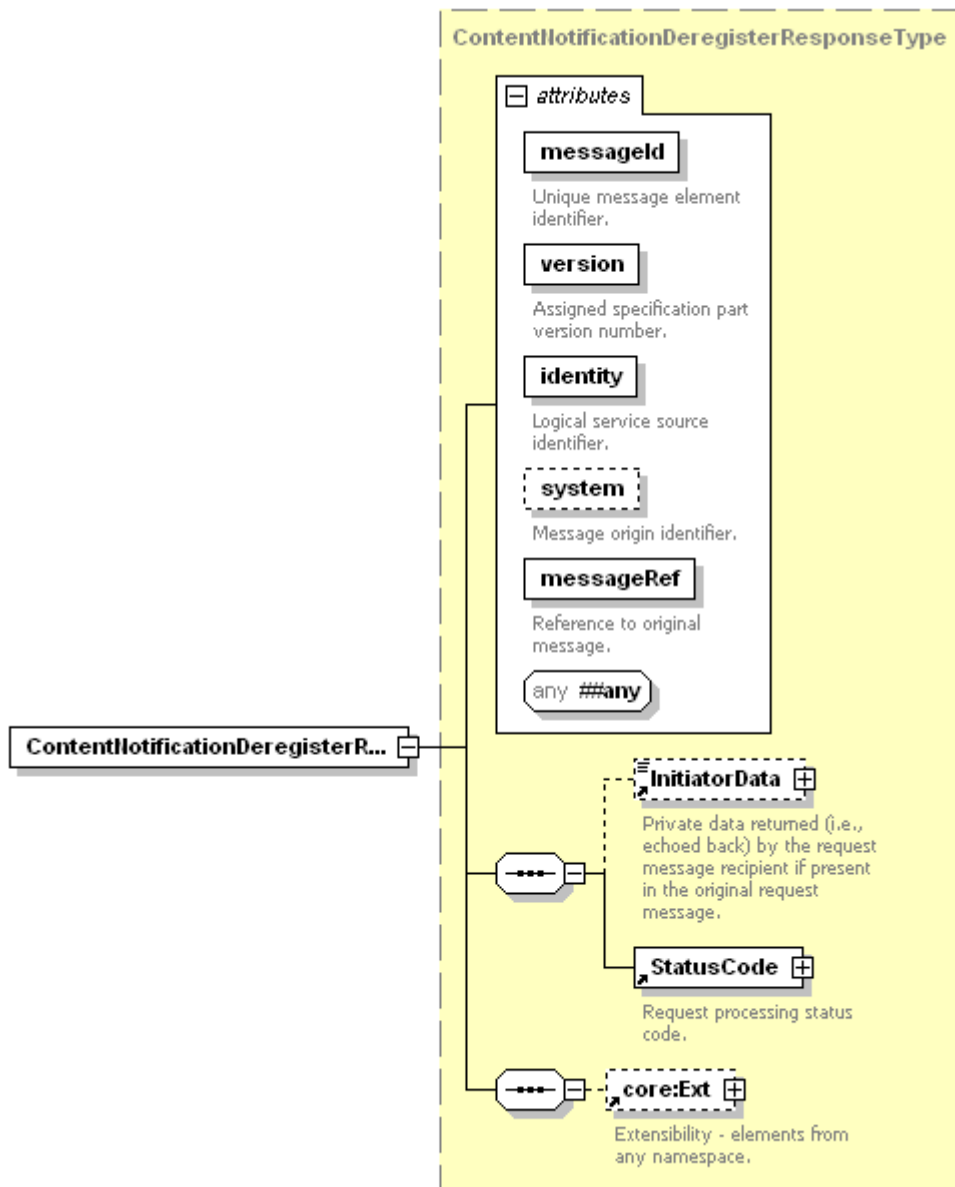 ContentNotificationDeregisterResponseType
attributes
messageId
Unique message element
identifier.
version
Assigned specification part
version number.
identity
Logical service source
identifier.
system
Message origin identifier.
messageRef
Reference to original
message.
any ##any
ContentNotificationDeregisterR...
InitiatorData
Private data returned (i.e.,
echoed back) by the request
message recipient if present
in the original request
message.
StatusCode
Request processing status
code.
core:Ext
Extensibility - elements from
any namespace.